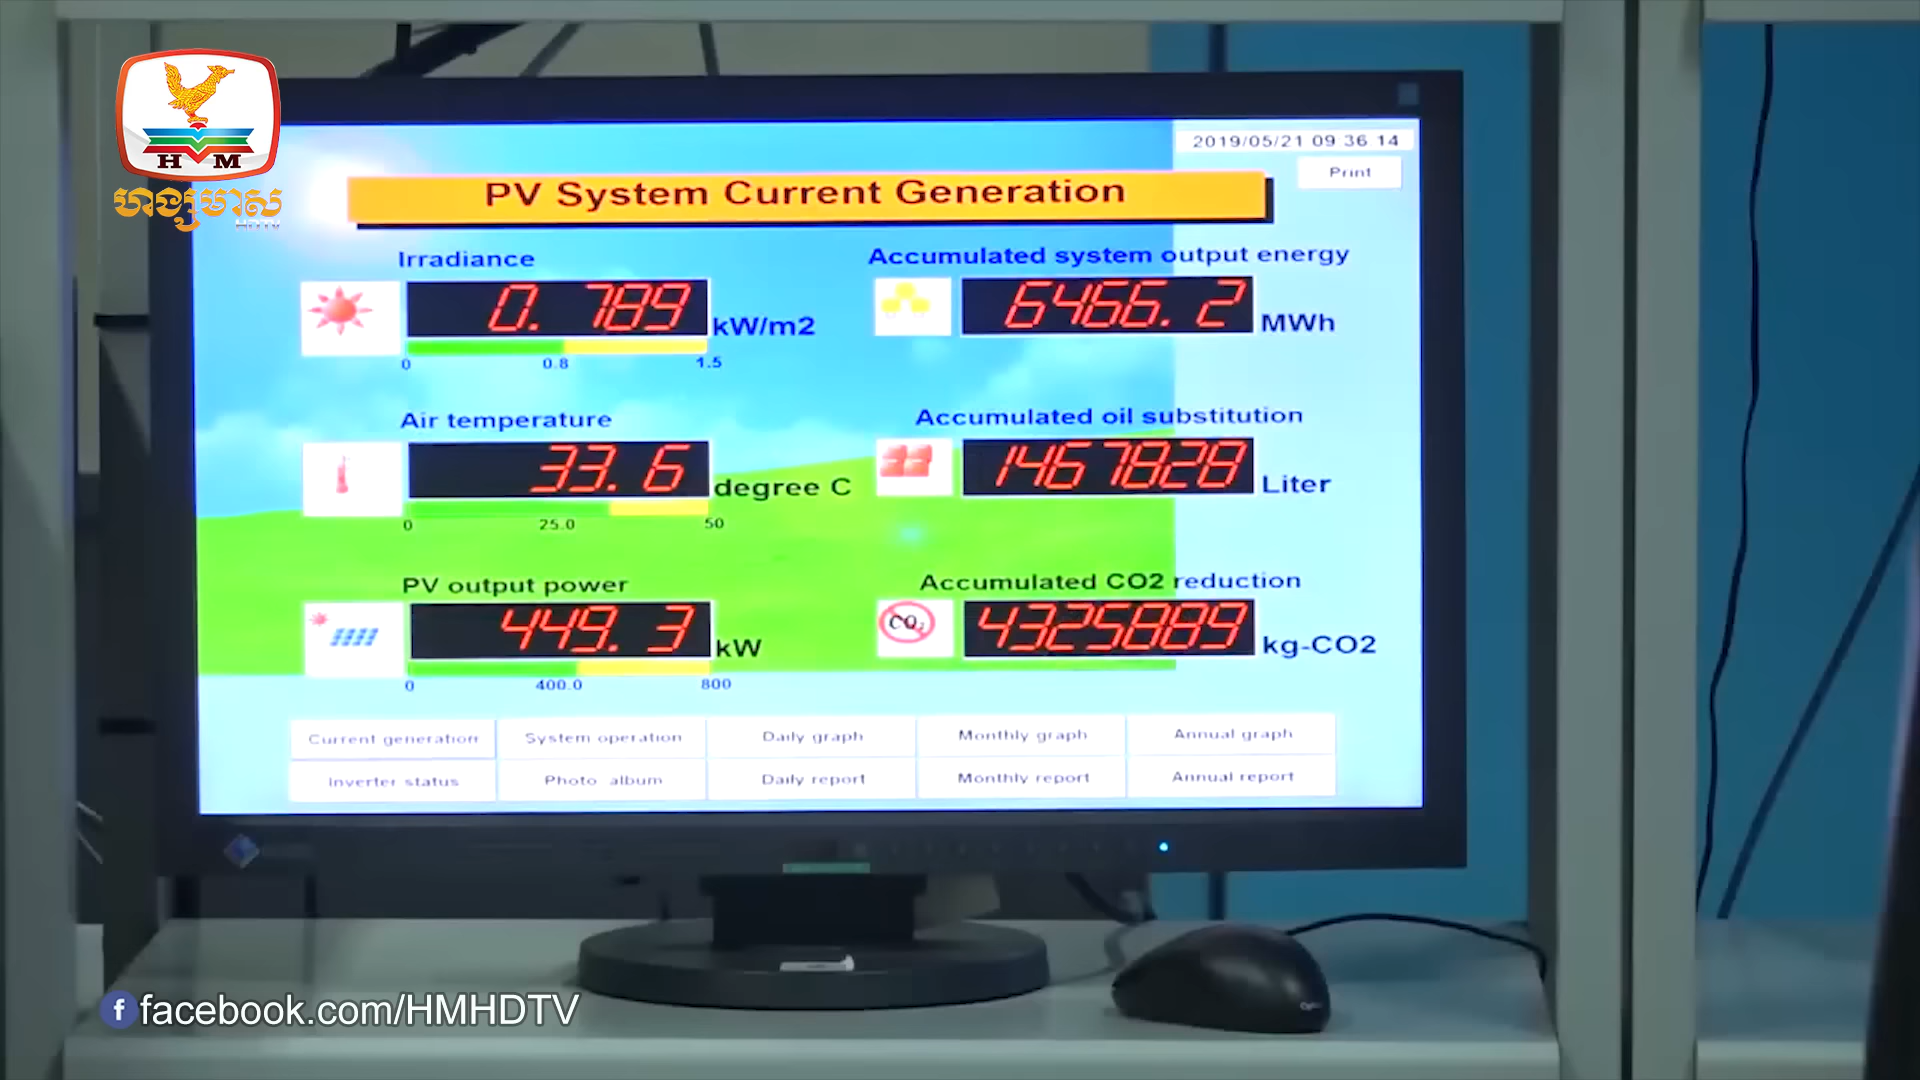 H M
ហង្សមាស
HDTV
2019/05/21 09 36 14
Print
PV System Current Generation
Irradiance
0. 789 kW/m2
0 0.8 1.5
Accumulated system output energy
6466. 2 MWh
Air temperature
33. 6 degree C
0 25.0 50
Accumulated oil substitution
1467828 Liter
PV output power
449. 3 kW
0 400.0 800
Accumulated CO2 reduction
CO2
4325889 kg-CO2
Current generation System operation Daily graph Monthly graph Annual graph
Inverter status Photo album Daily report Monthly report Annual report
f facebook.com/HMHDTV